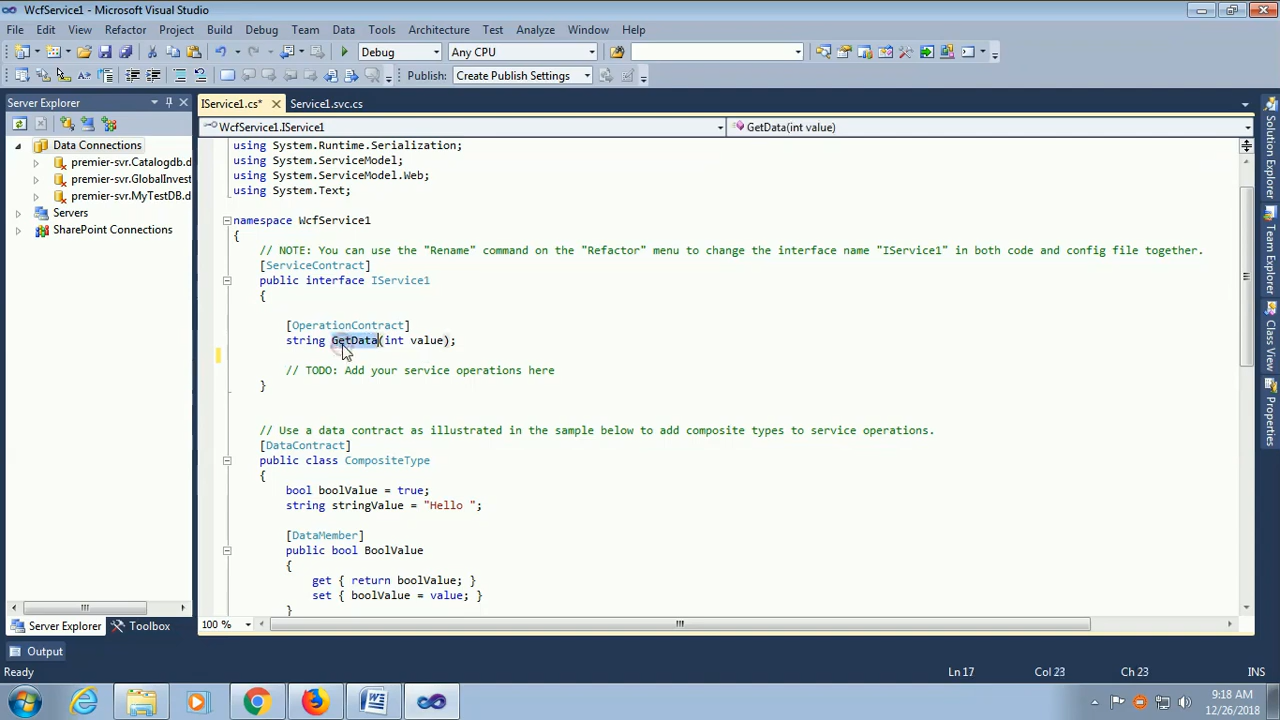 WcfService1 - Microsoft Visual Studio
File Edit View Refactor Project Build Debug Team Data Tools Architecture Test Analyze Window Help
Debug Any CPU
Publish: Create Publish Settings
Server Explorer
IService1.cs* Service1.svc.cs
WcfService1.IService1 GetData(int value)
Data Connections
premier-svr.Catalogdb.d
premier-svr.GlobalInvest
premier-svr.MyTestDB.d
Servers
SharePoint Connections
using System.Runtime.Serialization;
using System.ServiceModel;
using System.ServiceModel.Web;
using System.Text;
namespace WcfService1
{
// NOTE: You can use the "Rename" command on the "Refactor" menu to change the interface name "IService1" in both code and config file together.
[ServiceContract]
public interface IService1
{
[OperationContract]
string GetData(int value);
// TODO: Add your service operations here
}
// Use a data contract as illustrated in the sample below to add composite types to service operations.
[DataContract]
public class CompositeType
{
bool boolValue = true;
string stringValue = "Hello ";
[DataMember]
public bool BoolValue
{
get { return boolValue; }
set { boolValue = value; }
}
100 %
Solution Explorer
Team Explorer
Properties
Server Explorer Toolbox
Output
Ready Ln 17 Col 23 Ch 23 INS
9:18 AM
12/26/2018